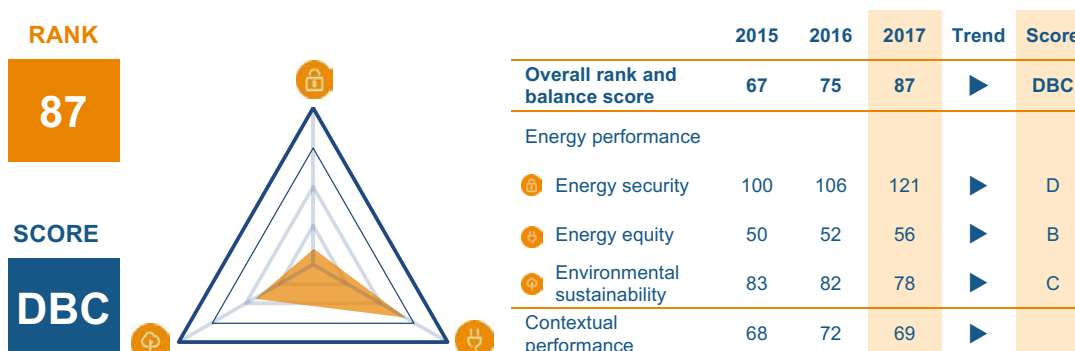 RANK
87
SCORE
DBC
2015 2016 2017 Trend Score
Overall rank and
balance score 67 75 87 DBC
Energy performance
Energy security 100 106 121 D
Energy equity 50 52 56 B
Environmental
sustainability 83 82 78 C
Contextual
performance 68 72 69